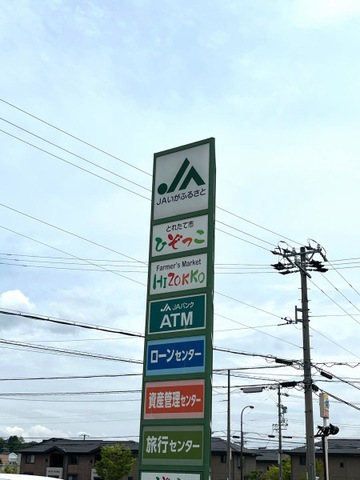 JAいがふるさと
とれたて市
ひぞっこ
Farmer's Market
HIZOKKO
JAバンク
ATM
ローンセンター
資産管理センター
旅行センター